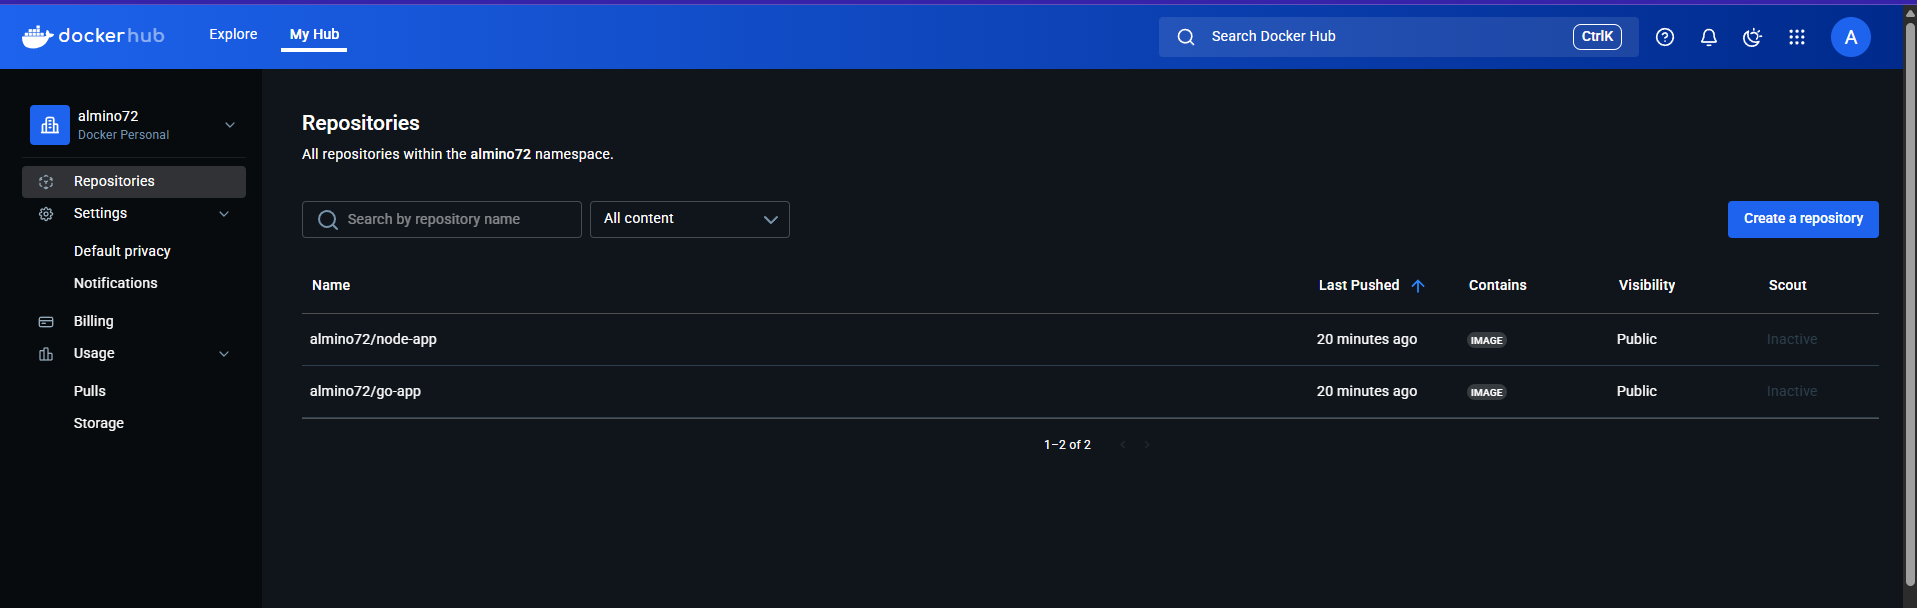 dockerhub
Explore
My Hub
Search Docker Hub
CtrlK
A
almino72
Docker Personal
Repositories
Settings
Default privacy
Notifications
Billing
Usage
Pulls
Storage
Repositories
All repositories within the almino72 namespace.
Search by repository name
All content
Create a repository
Name Last Pushed Contains Visibility Scout
almino72/node-app 20 minutes ago IMAGE Public Inactive
almino72/go-app 20 minutes ago IMAGE Public Inactive
1–2 of 2